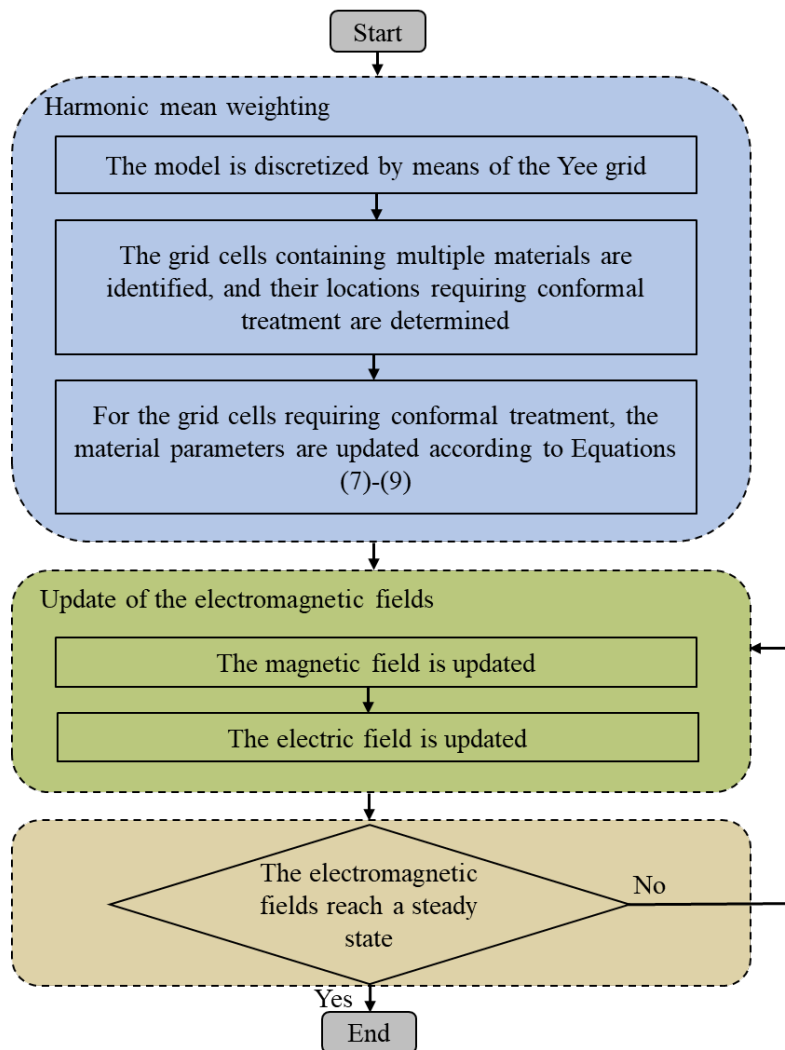 Start
Harmonic mean weighting
The model is discretized by means of the Yee grid
The grid cells containing multiple materials are
identified, and their locations requiring conformal
treatment are determined
For the grid cells requiring conformal treatment, the
material parameters are updated according to Equations
(7)-(9)
Update of the electromagnetic fields
The magnetic field is updated
The electric field is updated
The electromagnetic
fields reach a steady
state
No
Yes
End